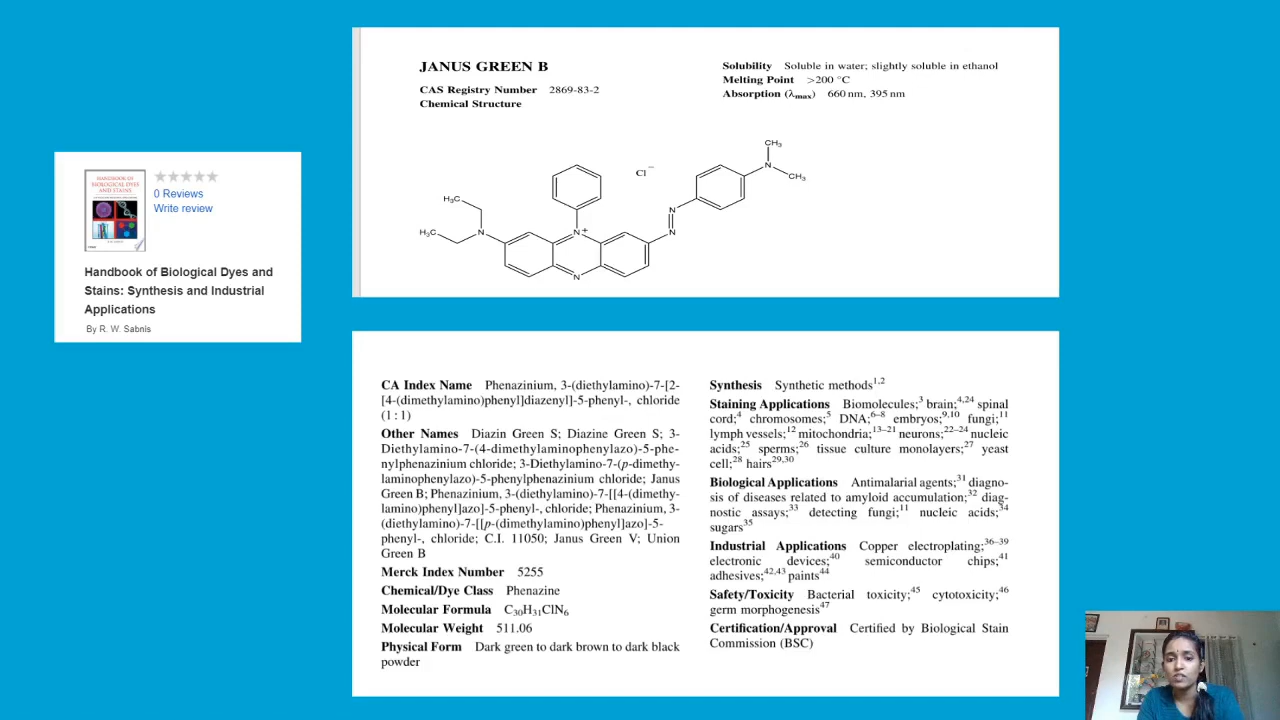 0 Reviews
Write review
Handbook of Biological Dyes and
Stains: Synthesis and Industrial
Applications
By R. W. Sabnis
HANDBOOK OF
BIOLOGICAL DYES
AND STAINS
JANUS GREEN B
CAS Registry Number 2869-83-2
Chemical Structure
Solubility Soluble in water; slightly soluble in ethanol
Melting Point >200 °C
Absorption (λmax) 660 nm, 395 nm
CH3
N
CH3
Cl−
H3C
N
H3C
N
N+
N
N
CA Index Name Phenazinium, 3-(diethylamino)-7-[2-
[4-(dimethylamino)phenyl]diazenyl]-5-phenyl-, chloride
(1 : 1)
Other Names Diazin Green S; Diazine Green S; 3-
Diethylamino-7-(4-dimethylaminophenylazo)-5-phe-
nylphenazinium chloride; 3-Diethylamino-7-(p-dimethy-
laminophenylazo)-5-phenylphenazinium chloride; Janus
Green B; Phenazinium, 3-(diethylamino)-7-[[4-(dimethy-
lamino)phenyl]azo]-5-phenyl-, chloride; Phenazinium, 3-
(diethylamino)-7-[[p-(dimethylamino)phenyl]azo]-5-
phenyl-, chloride; C.I. 11050; Janus Green V; Union
Green B
Merck Index Number 5255
Chemical/Dye Class Phenazine
Molecular Formula C30H31ClN6
Molecular Weight 511.06
Physical Form Dark green to dark brown to dark black
powder
Synthesis Synthetic methods1,2
Staining Applications Biomolecules;3 brain;4,24 spinal
cord;4 chromosomes;5 DNA;6–8 embryos;9,10 fungi;11
lymph vessels;12 mitochondria;13–21 neurons;22–24 nucleic
acids;25 sperms;26 tissue culture monolayers;27 yeast
cell;28 hairs29,30
Biological Applications Antimalarial agents;31 diagno-
sis of diseases related to amyloid accumulation;32 diag-
nostic assays;33 detecting fungi;11 nucleic acids;34
sugars35
Industrial Applications Copper electroplating;36–39
electronic devices;40 semiconductor chips;41
adhesives;42,43 paints44
Safety/Toxicity Bacterial toxicity;45 cytotoxicity;46
germ morphogenesis47
Certification/Approval Certified by Biological Stain
Commission (BSC)